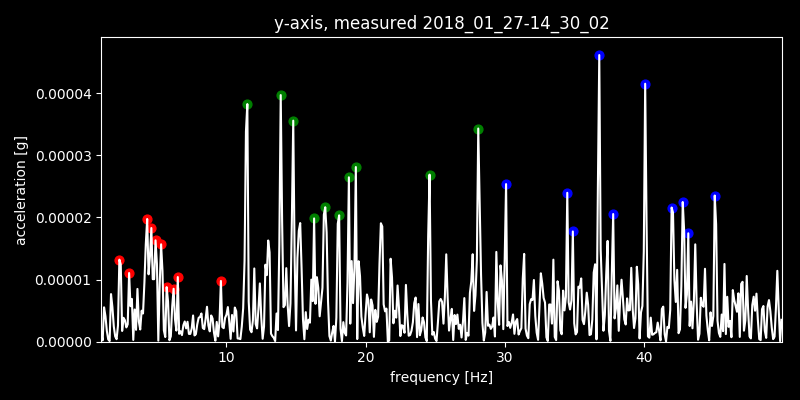 y-axis, measured 2018_01_27-14_30_02
0.00004
0.00003
0.00002
0.00001
0.00000
acceleration [g]
10 20 30 40
frequency [Hz]